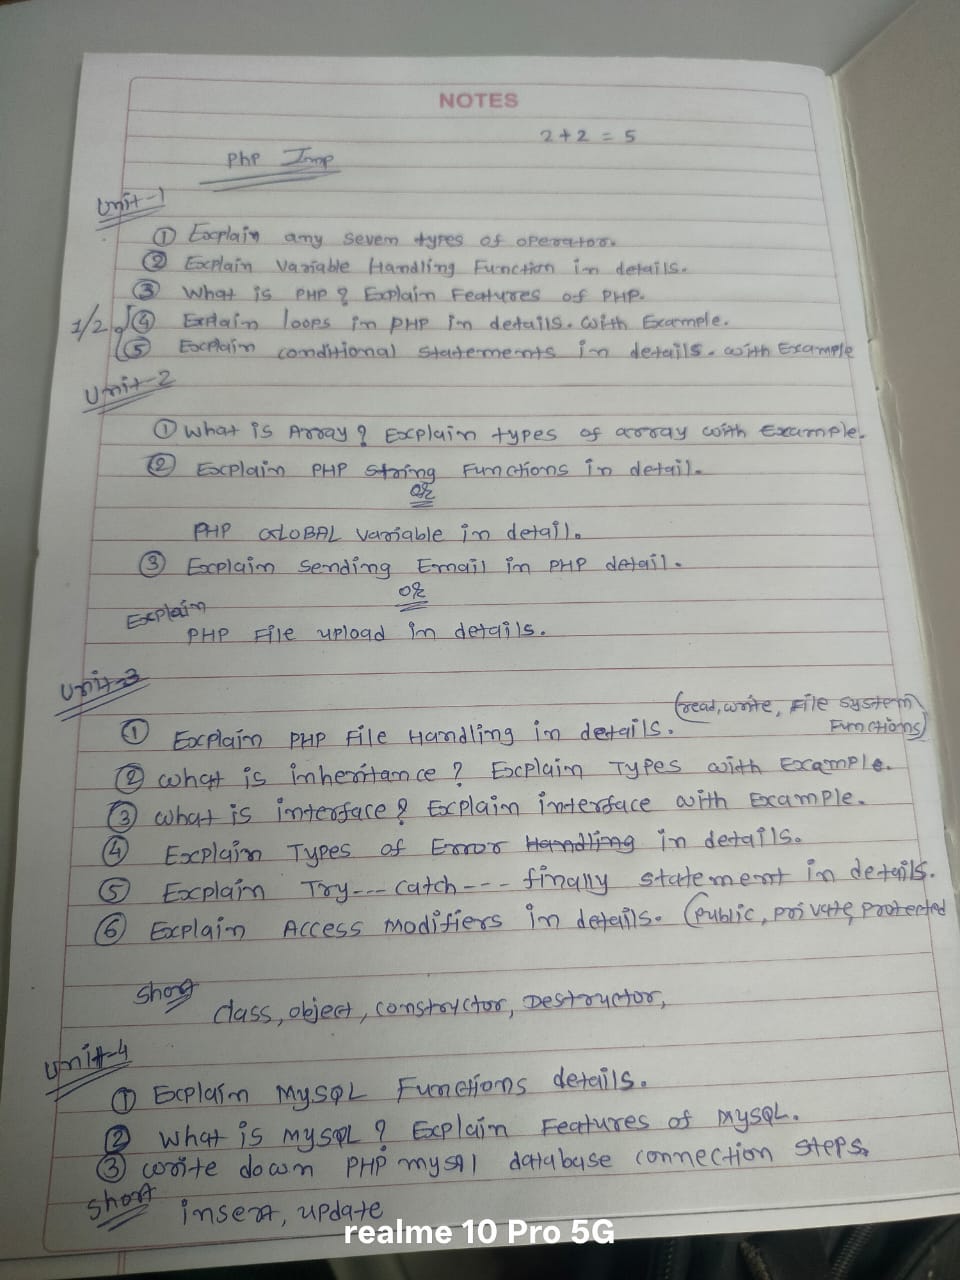 NOTES
2+2 = 5
PhP Imp
Unit-1
① Explain any seven types of operator.
② Explain Variable Handling Function in details.
③ What is PHP ? Explain Features of PHP.
1/2 ④ Explain loops in PHP in details. with Example.
⑤ Explain conditional statements in details. with Example
Unit-2
① What is Array ? Explain types of array with Example.
② Explain PHP string Functions in detail.
OR
PHP GLOBAL variable in detail.
③ Explain sending Email in PHP detail.
OR
Explain
PHP File upload in details.
Unit-3
(read, write, File system
① Explain PHP File Handling in details. Functions)
② what is inheritance ? Explain Types with Example.
③ what is interface ? Explain interface with Example.
④ Explain Types of Error Handling in details.
⑤ Explain Try--- catch --- finally statement in details.
⑥ Explain Access modifiers in details. (Public, private, protected
Short
class, object, constructor, Destructor,
Unit-4
① Explain MySQL Functions details.
② What is MySQL ? Explain Features of MySQL.
③ write down PHP mysql database connection steps.
Short insert, update
realme 10 Pro 5G